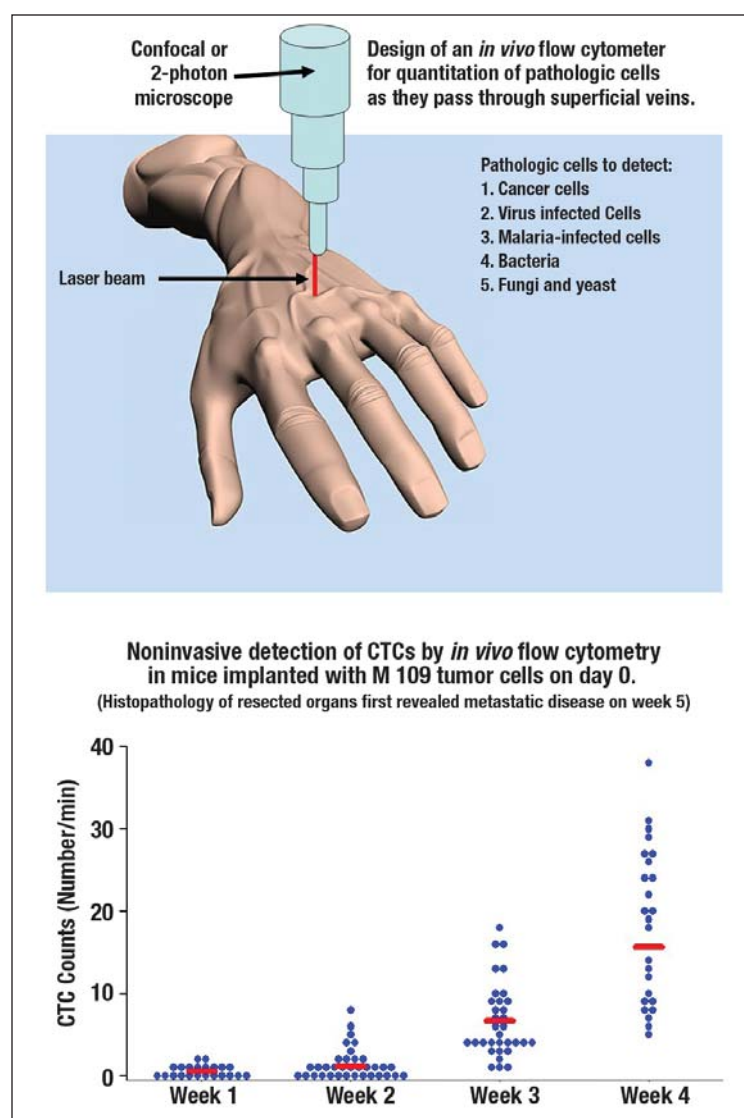 Confocal or
2-photon
microscope
Design of an in vivo flow cytometer
for quantitation of pathologic cells
as they pass through superficial veins.
Pathologic cells to detect:
1. Cancer cells
2. Virus infected Cells
3. Malaria-infected cells
4. Bacteria
5. Fungi and yeast
Laser beam
Noninvasive detection of CTCs by in vivo flow cytometry
in mice implanted with M 109 tumor cells on day 0.
(Histopathology of resected organs first revealed metastatic disease on week 5)
CTC Counts (Number/min)
40
30
20
10
0
Week 1 Week 2 Week 3 Week 4